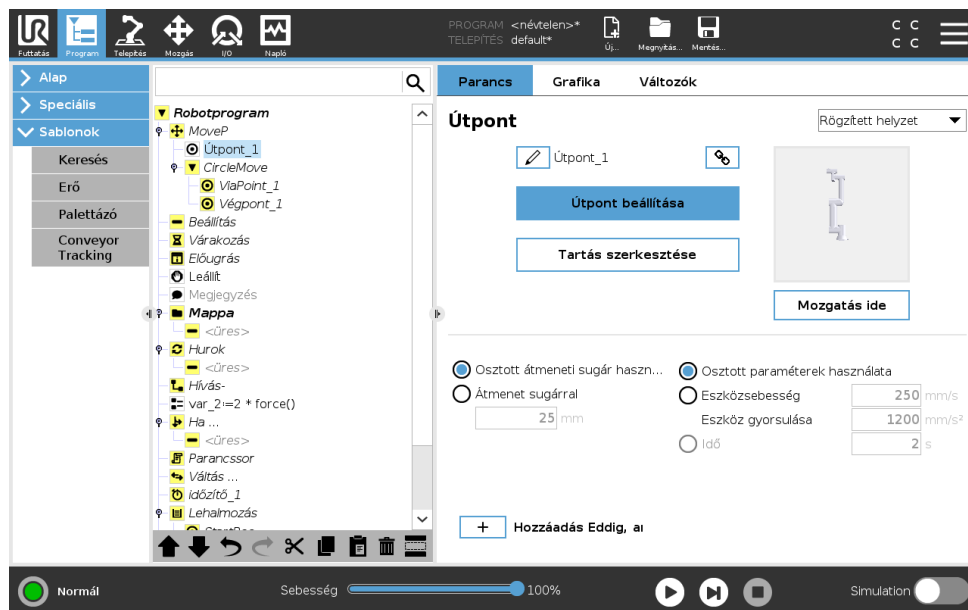 PROGRAM <névtelen>*
TELEPÍTÉS default*
Futtatás Program Telepítés Mozgás I/O Napló
Új... Megnyitás... Mentés...
C C
C C
Alap
Speciális
Sablonok
Keresés
Erő
Palettázó
Conveyor
Tracking
Robotprogram
MoveP
Útpont_1
CircleMove
ViaPoint_1
Végpont_1
Beállítás
Várakozás
Előugrás
Leállít
Megjegyzés
Mappa
<üres>
Hurok
<üres>
Hívás-
var_2:=2 * force()
Ha ...
<üres>
Parancssor
Váltás ...
időzítő_1
Lehalmozás
Parancs Grafika Változók
Útpont
Rögzített helyzet
Útpont_1
Útpont beállítása
Tartás szerkesztése
Mozgatás ide
Osztott átmeneti sugár haszn...
Átmenet sugárral
25 mm
Osztott paraméterek használata
Eszközsebesség 250 mm/s
Eszköz gyorsulása 1200 mm/s²
Idő 2 s
+ Hozzáadás Eddig, ar
Normál
Sebesség 100%
Simulation